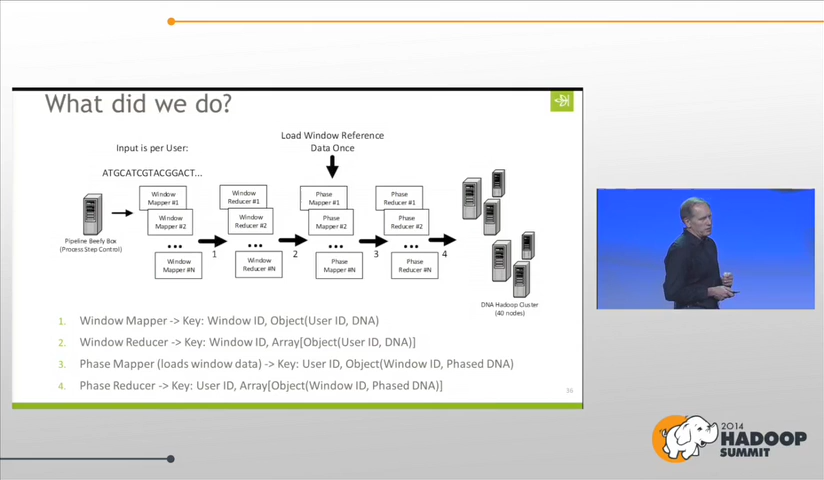 What did we do?
Load Window Reference
Data Once
Input is per User:
ATGCATCGTACGGACT...
Window
Mapper #1
Window
Mapper #2
...
Window
Mapper #N
Window
Reducer #1
Window
Reducer #2
...
Window
Reducer #N
Phase
Mapper #1
Phase
Mapper #2
...
Phase
Mapper #N
Phase
Reducer #1
Phase
Reducer #2
...
Phase
Reducer #N
Pipeline Beefy Box
(Process Step Control)
1
2
3
4
DNA Hadoop Cluster
(40 nodes)
1. Window Mapper -> Key: Window ID, Object(User ID, DNA)
2. Window Reducer -> Key: Window ID, Array[Object(User ID, DNA)]
3. Phase Mapper (loads window data) -> Key: User ID, Object(Window ID, Phased DNA)
4. Phase Reducer -> Key: User ID, Array[Object(Window ID, Phased DNA)]
36
2014
HADOOP
SUMMIT